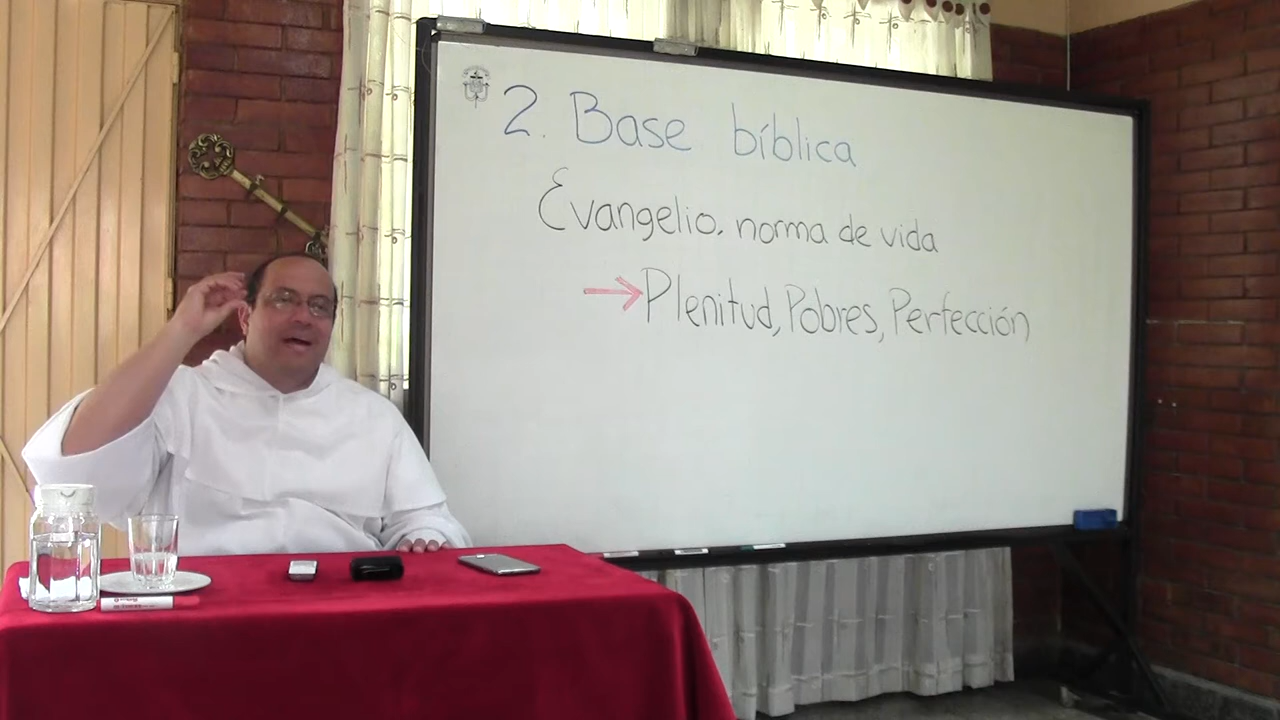 2. Base bíblica
Evangelio, norma de vida
→ Plenitud, Pobres, Perfección